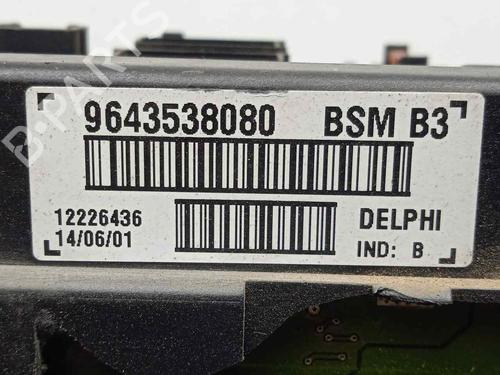 B-PARTS
9643538080 BSM B3
12226436 DELPHI
14/06/01 IND: B